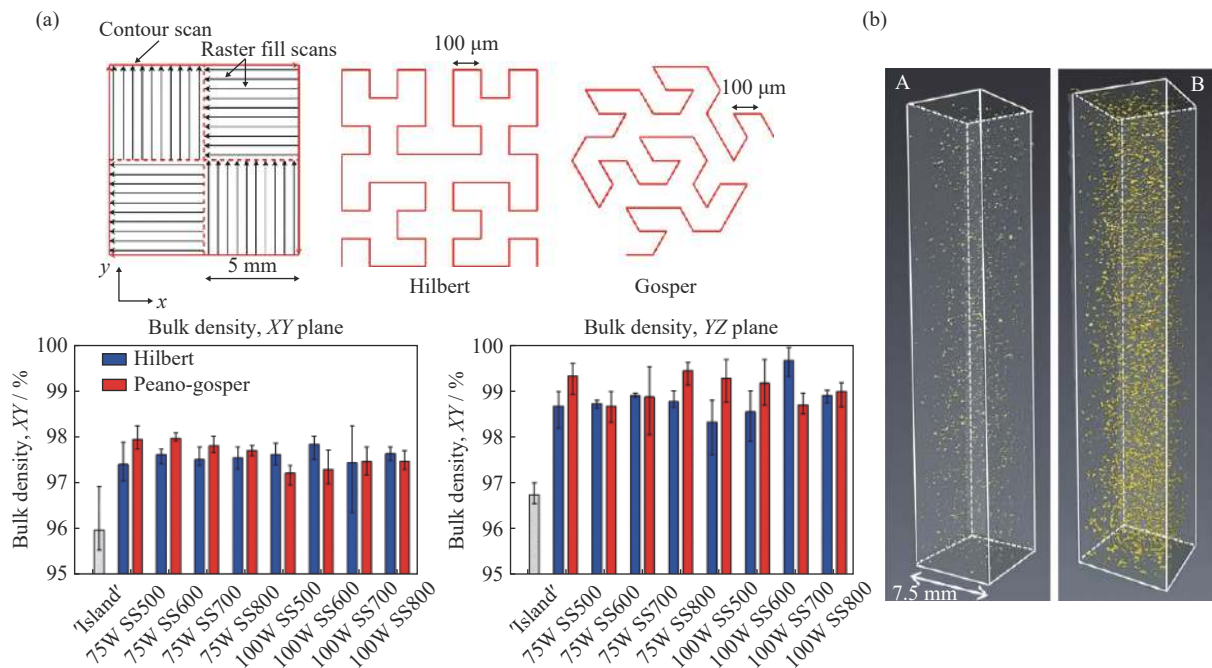 (a)
(b)
Contour scan
Raster fill scans
100 μm
100 μm
A
B
y
x
5 mm
Hilbert
Gosper
Bulk density, XY plane
Bulk density, XY / %
100
99
98
97
96
95
Hilbert
Peano-gosper
'Island'
75W SS500
75W SS600
75W SS700
75W SS800
100W SS500
100W SS600
100W SS700
100W SS800
Bulk density, YZ plane
Bulk density, XY / %
100
99
98
97
96
95
'Island'
75W SS500
75W SS600
75W SS700
75W SS800
100W SS500
100W SS600
100W SS700
100W SS800
7.5 mm